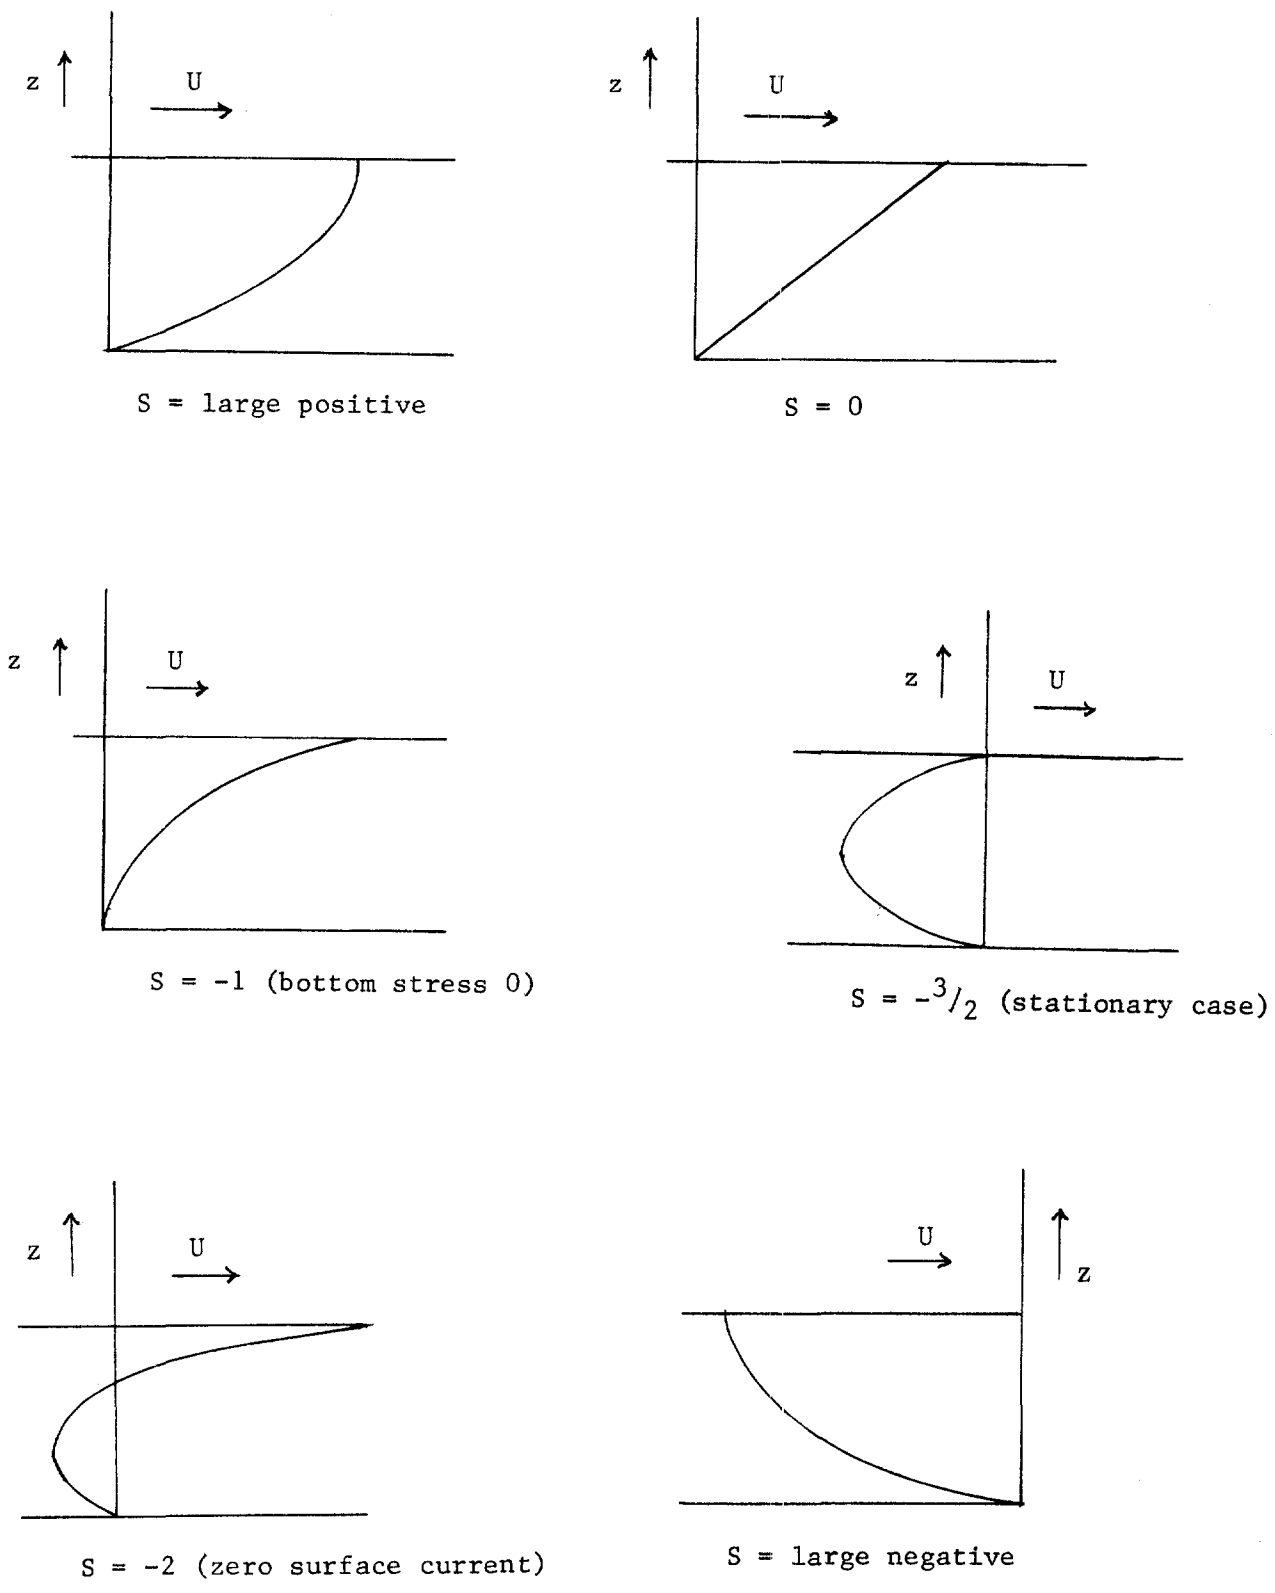 z
U
S = large positive
z
U
S = 0
z
U
S = -1 (bottom stress 0)
z
U
S = -3/2 (stationary case)
z
U
S = -2 (zero surface current)
U
z
S = large negative